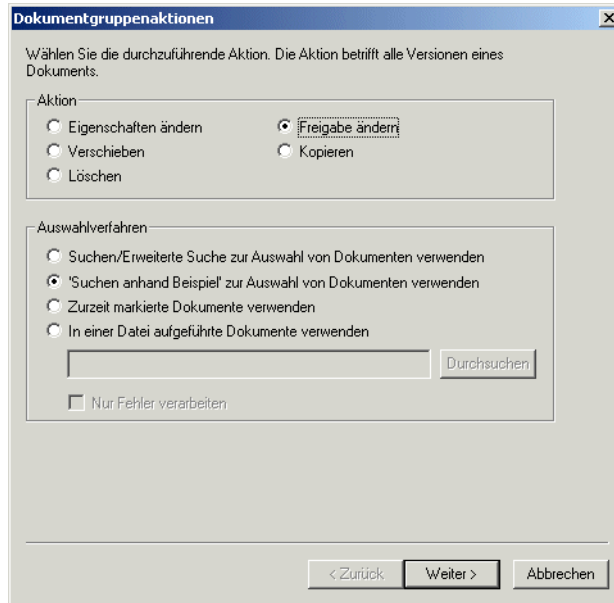 Dokumentgruppenaktionen
Wählen Sie die durchzuführende Aktion. Die Aktion betrifft alle Versionen eines
Dokuments.
Aktion
Eigenschaften ändern
Freigabe ändern
Verschieben
Kopieren
Löschen
Auswahlverfahren
Suchen/Erweiterte Suche zur Auswahl von Dokumenten verwenden
'Suchen anhand Beispiel' zur Auswahl von Dokumenten verwenden
Zurzeit markierte Dokumente verwenden
In einer Datei aufgeführte Dokumente verwenden
Durchsuchen
Nur Fehler verarbeiten
< Zurück
Weiter >
Abbrechen